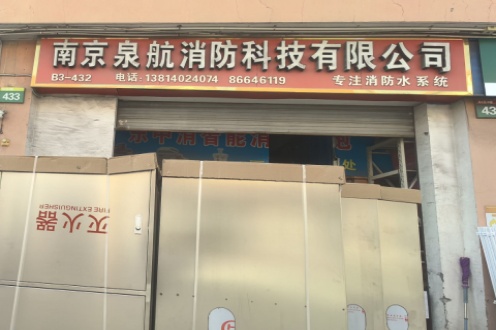 南京泉航消防科技有限公司
B3-432 电话:13814024074 86646119 专注消防水系统
433
43
FIRE EXTINGUISHER
灭火器